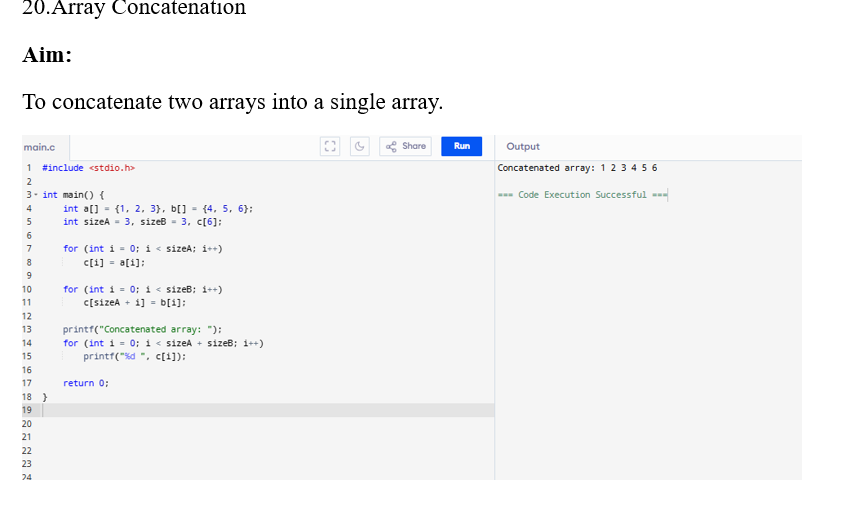 20.Array Concatenation
Aim:
To concatenate two arrays into a single array.
main.c
Share
Run
Output
1 #include <stdio.h>
2
3 int main() {
4 int a[] = {1, 2, 3}, b[] = {4, 5, 6};
5 int sizeA = 3, sizeB = 3, c[6];
6
7 for (int i = 0; i < sizeA; i++)
8 c[i] = a[i];
9
10 for (int i = 0; i < sizeB; i++)
11 c[sizeA + i] = b[i];
12
13 printf("Concatenated array: ");
14 for (int i = 0; i < sizeA + sizeB; i++)
15 printf("%d ", c[i]);
16
17 return 0;
18 }
19
20
21
22
23
24
Concatenated array: 1 2 3 4 5 6
=== Code Execution Successful ===